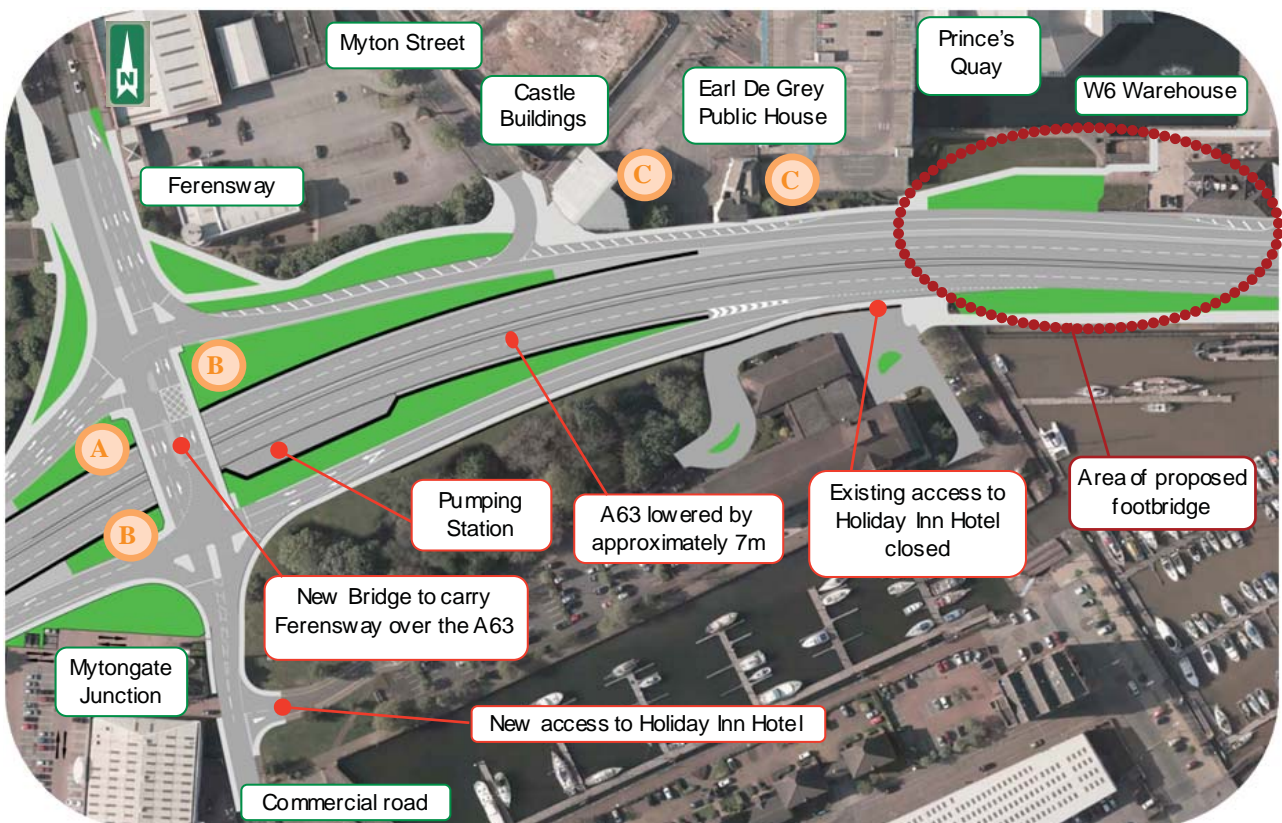 N
Myton Street
Castle
Buildings
Earl De Grey
Public House
Prince's
Quay
W6 Warehouse
C
C
Ferensway
B
A
B
Pumping
Station
A63 lowered by
approximately 7m
Existing access to
Holiday Inn Hotel
closed
Area of proposed
footbridge
New Bridge to carry
Ferensway over the A63
Mytongate
Junction
New access to Holiday Inn Hotel
Commercial road